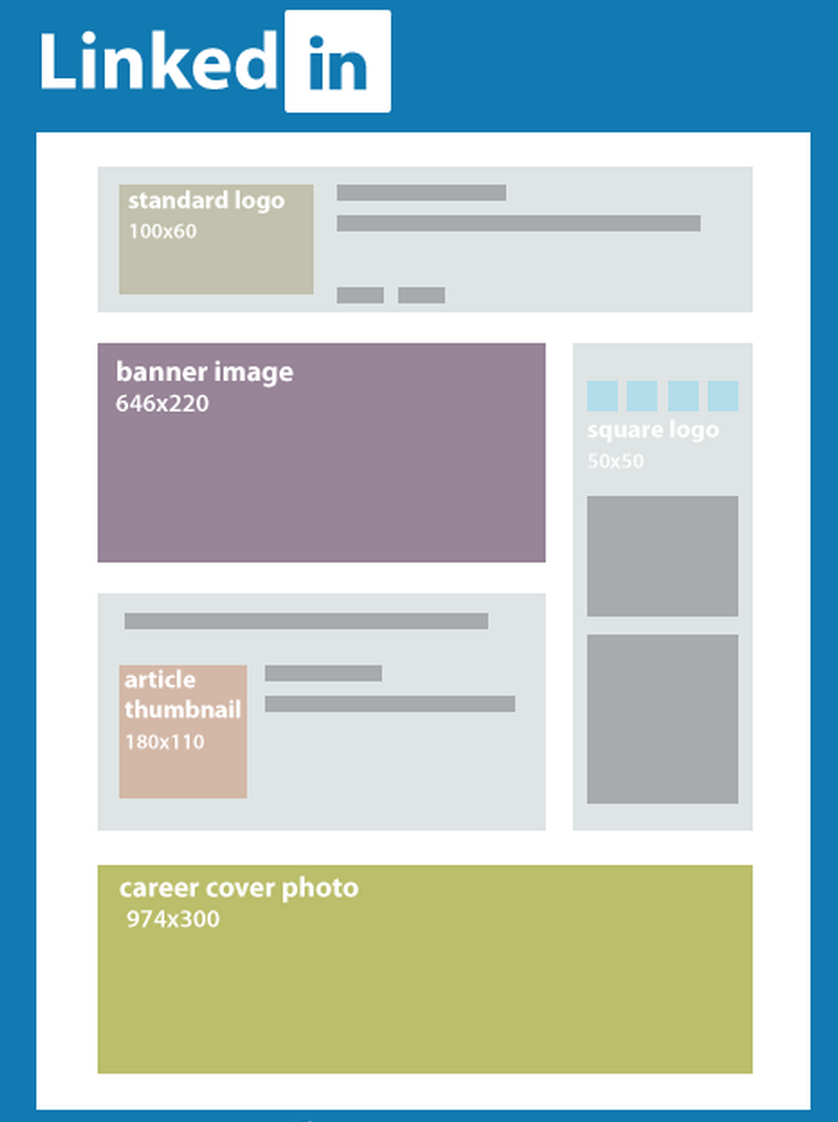 Linked in
standard logo
100x60
banner image
646x220
square logo
50x50
article
thumbnail
180x110
career cover photo
974x300